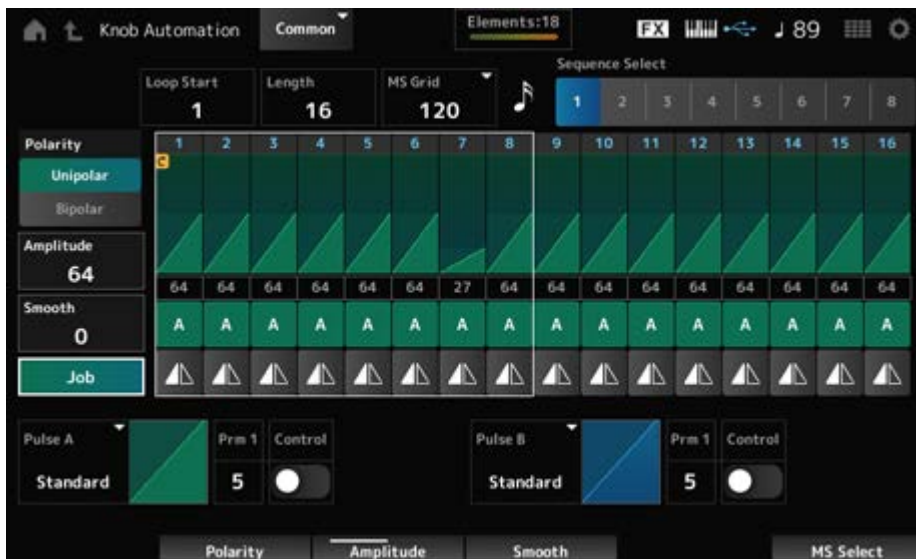 Knob Automation
Common
Elements:18
FX
♩ 89
Sequence Select
Loop Start
1
Length
16
MS Grid
120
1 2 3 4 5 6 7 8
Polarity
Unipolar
Bipolar
1 2 3 4 5 6 7 8 9 10 11 12 13 14 15 16
C
Amplitude
64
64 64 64 64 64 64 27 64 64 64 64 64 64 64 64 64
Smooth
0
A A A A A A A A A A A A A A A A
Job
Pulse A
Standard
Prm 1
5
Control
Pulse B
Standard
Prm 1
5
Control
Polarity
Amplitude
Smooth
MS Select